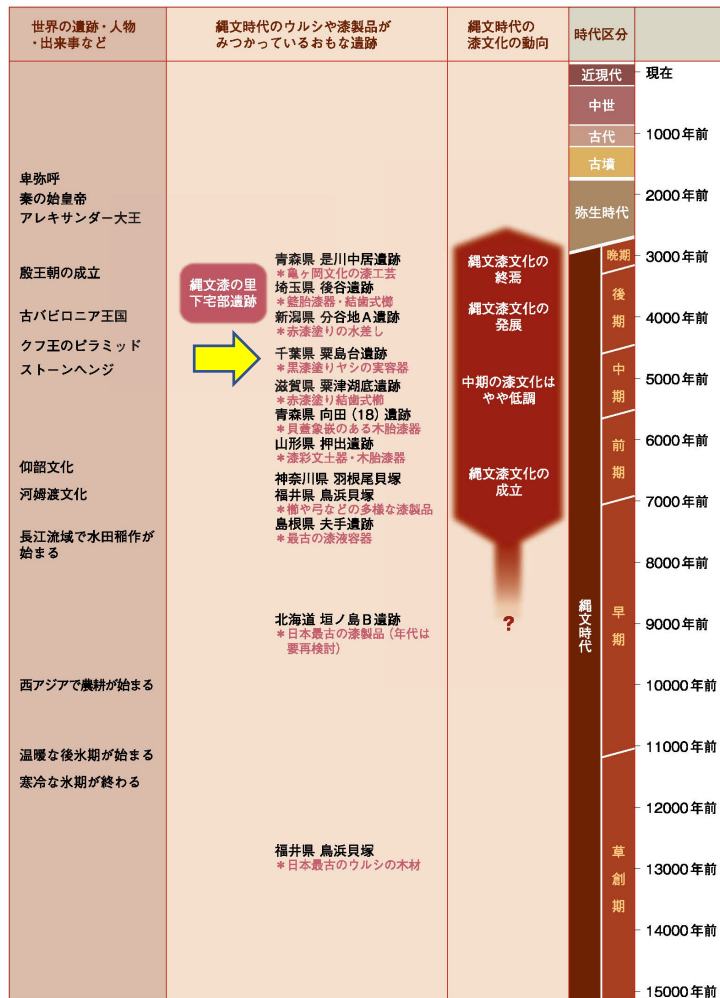 世界の遺跡・人物
・出来事など
縄文時代のウルシや漆製品が
みつかっているおもな遺跡
縄文時代の
漆文化の動向
時代区分
卑弥呼
秦の始皇帝
アレキサンダー大王
殷王朝の成立
古バビロニア王国
クフ王のピラミッド
ストーンヘンジ
仰韶文化
河姆渡文化
長江流域で水田稲作が
始まる
西アジアで農耕が始まる
温暖な後氷期が始まる
寒冷な氷期が終わる
縄文漆の里
下宅部遺跡
青森県 是川中居遺跡
＊亀ヶ岡文化の漆工芸
埼玉県 後谷遺跡
＊籃胎漆器・結歯式櫛
新潟県 分谷地A遺跡
＊赤漆塗りの水差し
千葉県 粟島台遺跡
＊黒漆塗りヤシの実容器
滋賀県 粟津湖底遺跡
＊赤漆塗り結歯式櫛
青森県 向田（18）遺跡
＊貝蓋象嵌のある木胎漆器
山形県 押出遺跡
＊漆彩文土器・木胎漆器
神奈川県 羽根尾貝塚
福井県 鳥浜貝塚
＊櫛や弓などの多様な漆製品
島根県 夫手遺跡
＊最古の漆液容器
北海道 垣ノ島B遺跡
＊日本最古の漆製品（年代は
要再検討）
福井県 鳥浜貝塚
＊日本最古のウルシの木材
縄文漆文化の
終焉
縄文漆文化の
発展
中期の漆文化は
やや低調
縄文漆文化の
成立
?
近現代
中世
古代
古墳
弥生時代
縄文時代
晩期
後期
中期
前期
早期
草創期
現在
1000年前
2000年前
3000年前
4000年前
5000年前
6000年前
7000年前
8000年前
9000年前
10000年前
11000年前
12000年前
13000年前
14000年前
15000年前